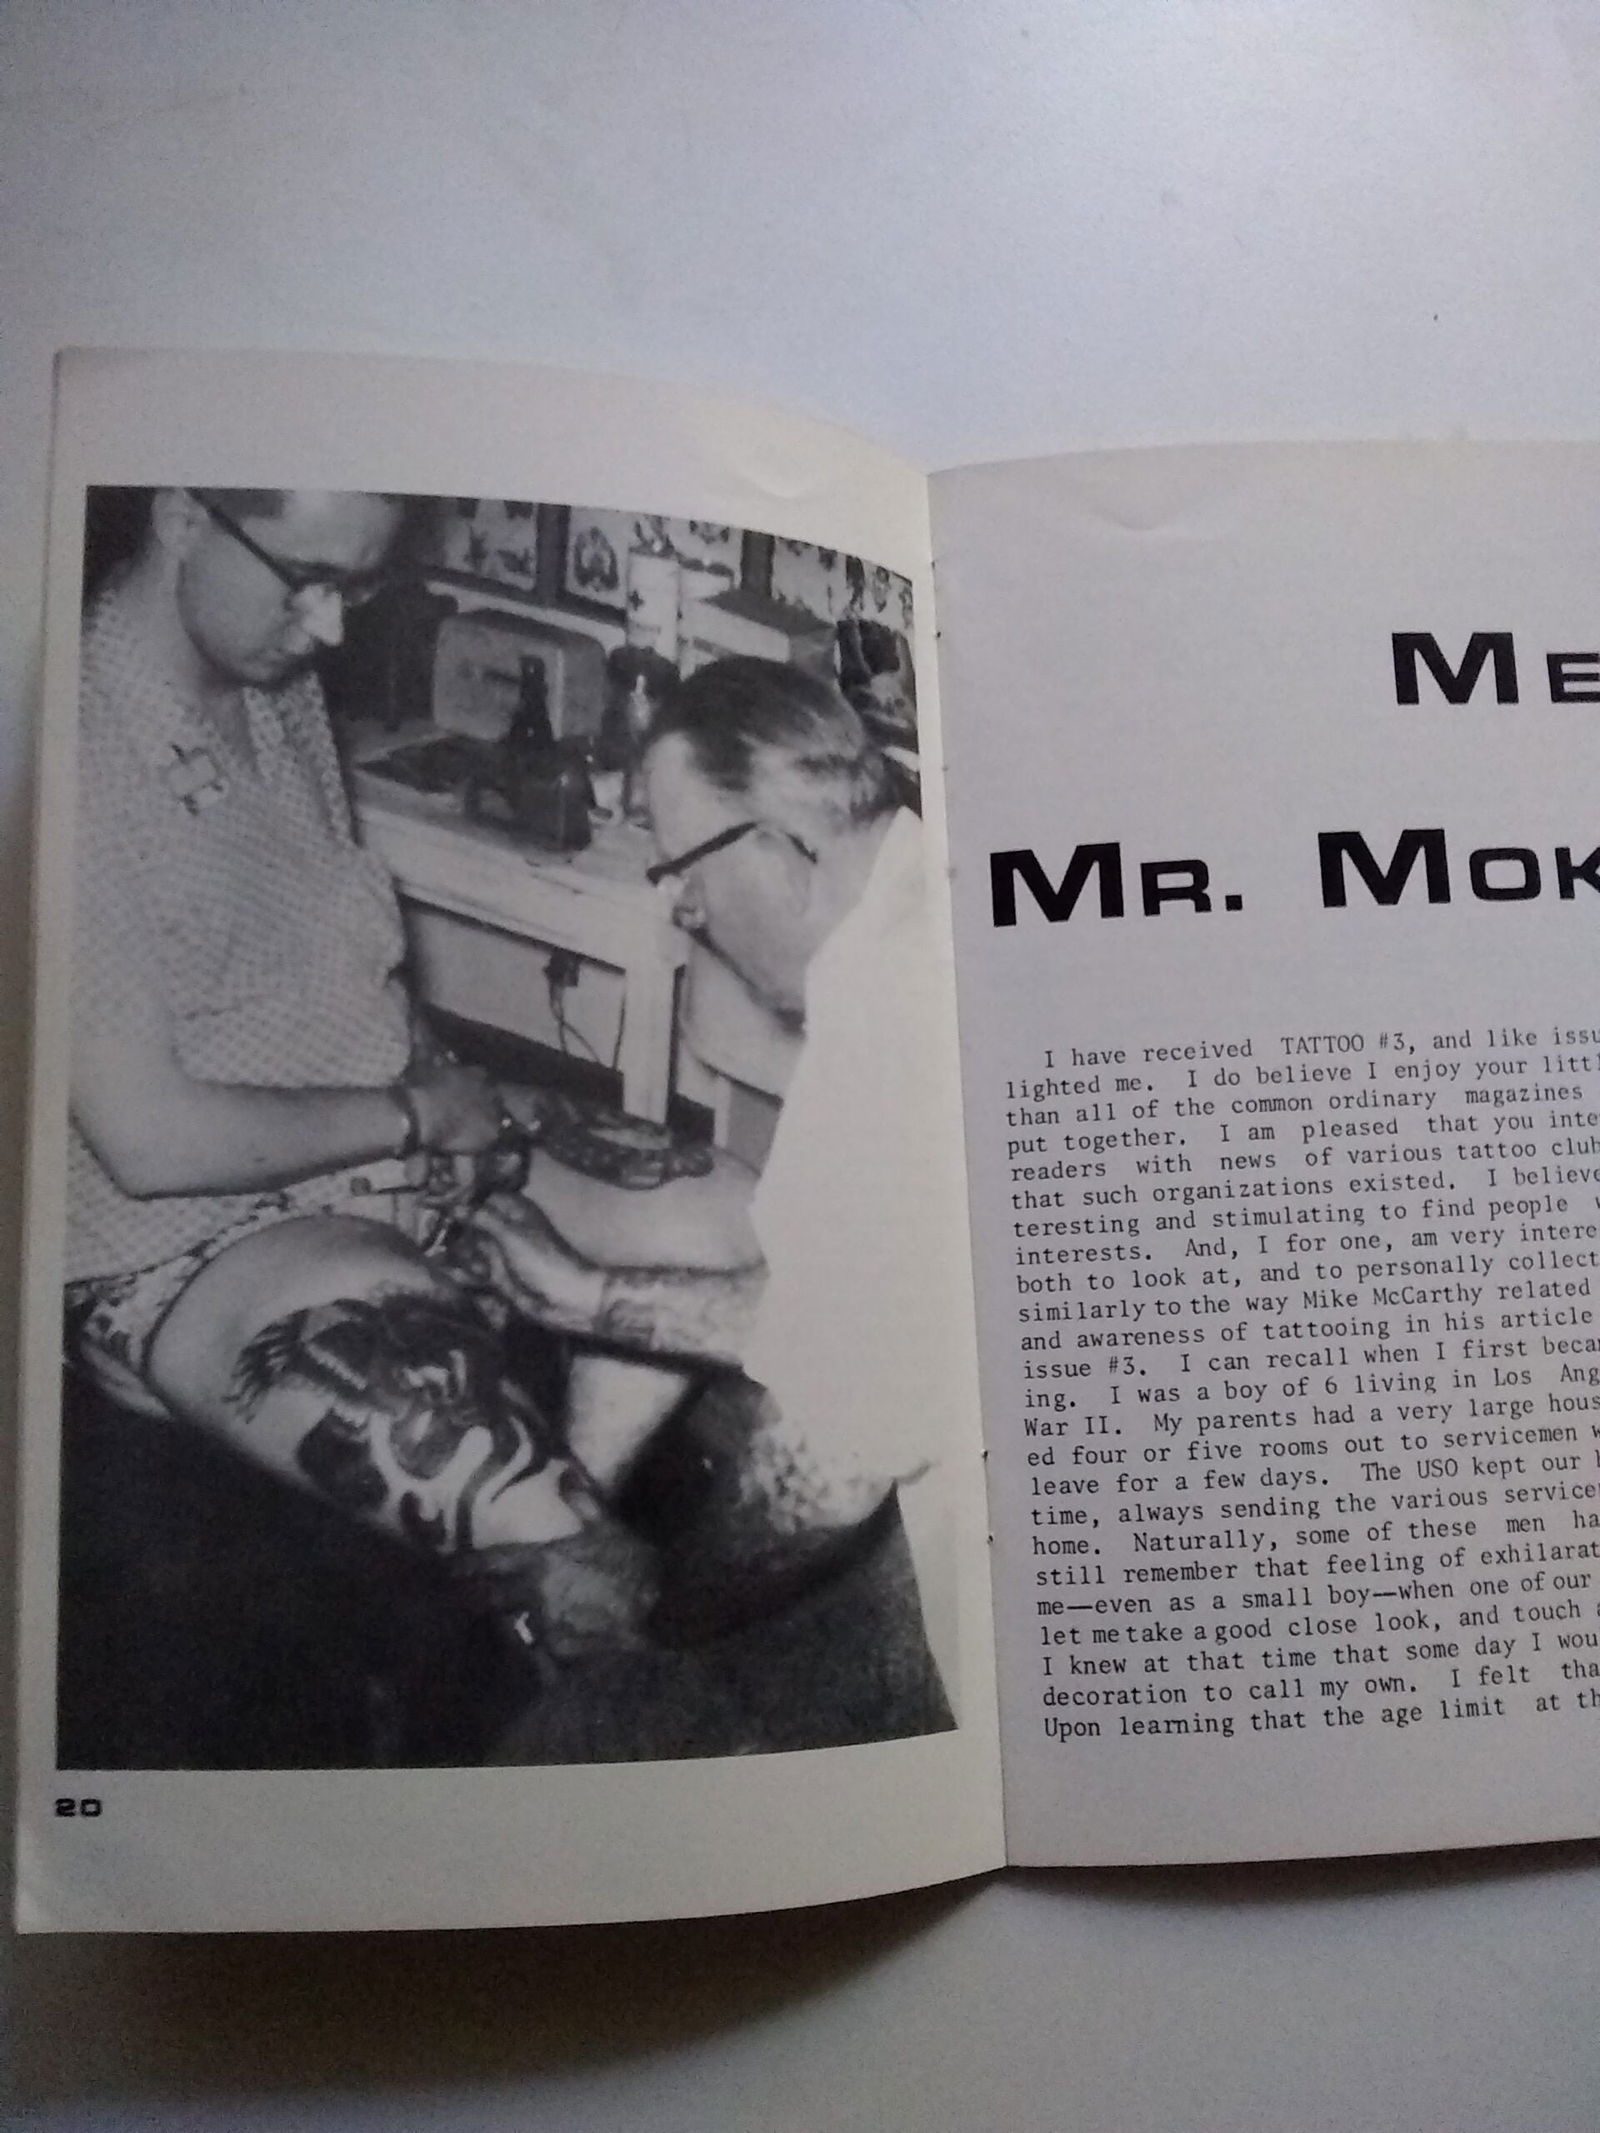 20
ME
MR. MOK
I have received TATTOO #3, and like issu
lighted me. I do believe I enjoy your littl
than all of the common ordinary magazines
put together. I am pleased that you inte
readers with news of various tattoo club
that such organizations existed. I believe
teresting and stimulating to find people w
interests. And, I for one, am very intere
both to look at, and to personally collect
similarly to the way Mike McCarthy related
and awareness of tattooing in his article
issue #3. I can recall when I first becam
ing. I was a boy of 6 living in Los Ang
War II. My parents had a very large hous
ed four or five rooms out to servicemen w
leave for a few days. The USO kept our h
time, always sending the various service
home. Naturally, some of these men ha
still remember that feeling of exhilarat
me—even as a small boy—when one of our
let me take a good close look, and touch a
I knew at that time that some day I wou
decoration to call my own. I felt tha
Upon learning that the age limit at th